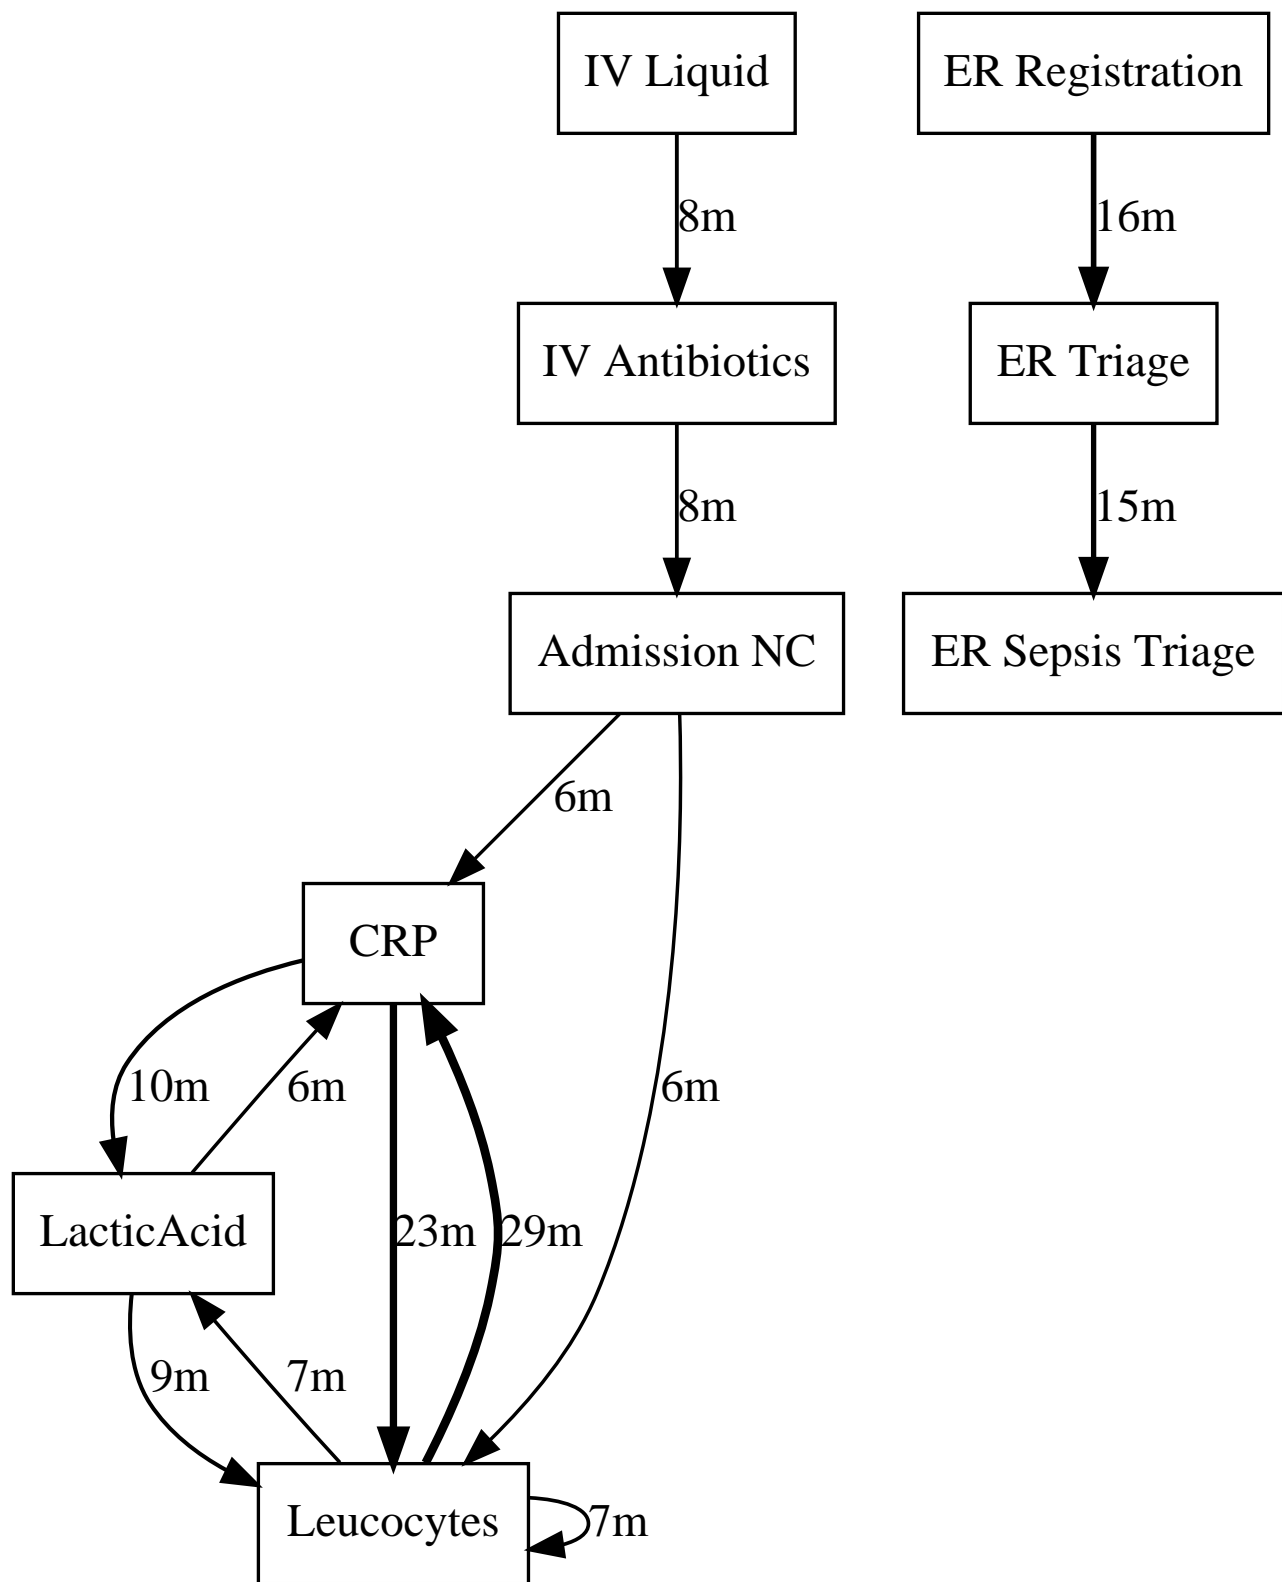 IV Liquid
ER Registration
8m
16m
IV Antibiotics
ER Triage
8m
15m
Admission NC
ER Sepsis Triage
6m
CRP
10m
6m
6m
LacticAcid
23m
29m
9m
7m
Leucocytes
7m